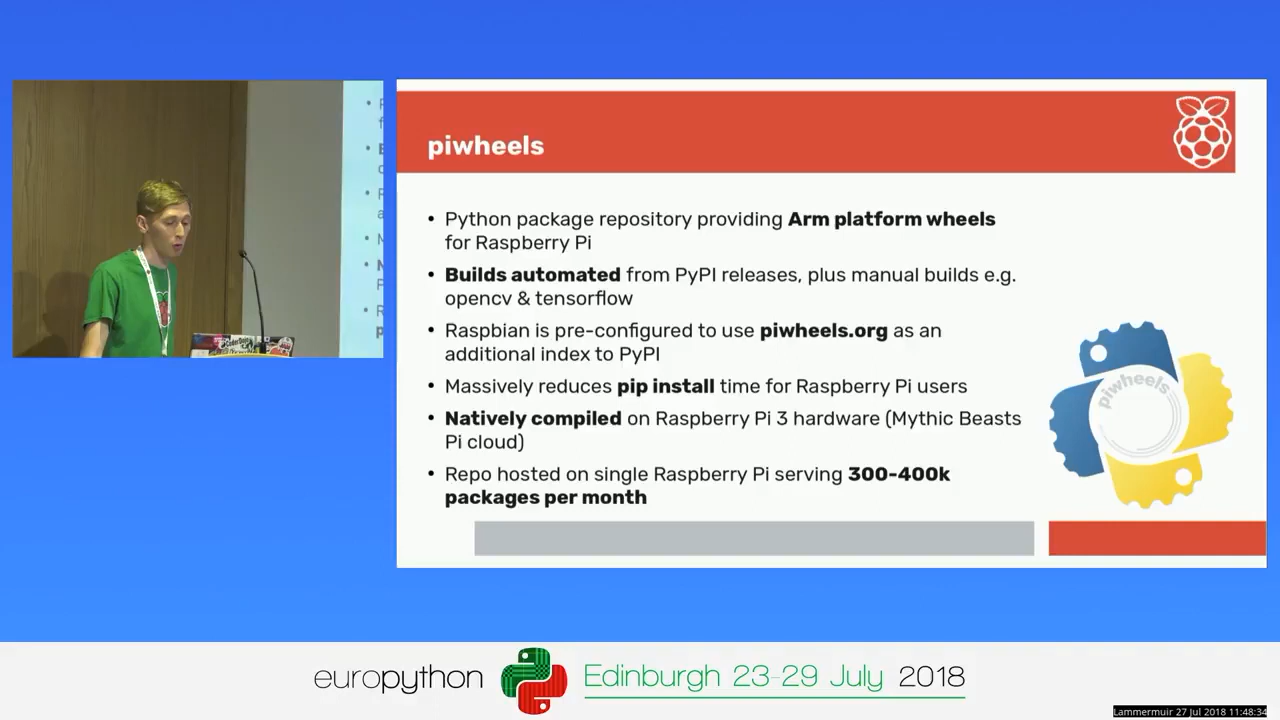 piwheels
• Python package repository providing Arm platform wheels
for Raspberry Pi
• Builds automated from PyPI releases, plus manual builds e.g.
opencv & tensorflow
• Raspbian is pre-configured to use piwheels.org as an
additional index to PyPI
• Massively reduces pip install time for Raspberry Pi users
• Natively compiled on Raspberry Pi 3 hardware (Mythic Beasts
Pi cloud)
• Repo hosted on single Raspberry Pi serving 300-400k
packages per month
piwheels
europython Edinburgh 23-29 July 2018
Lammermuir 27 Jul 2018 11:48:34